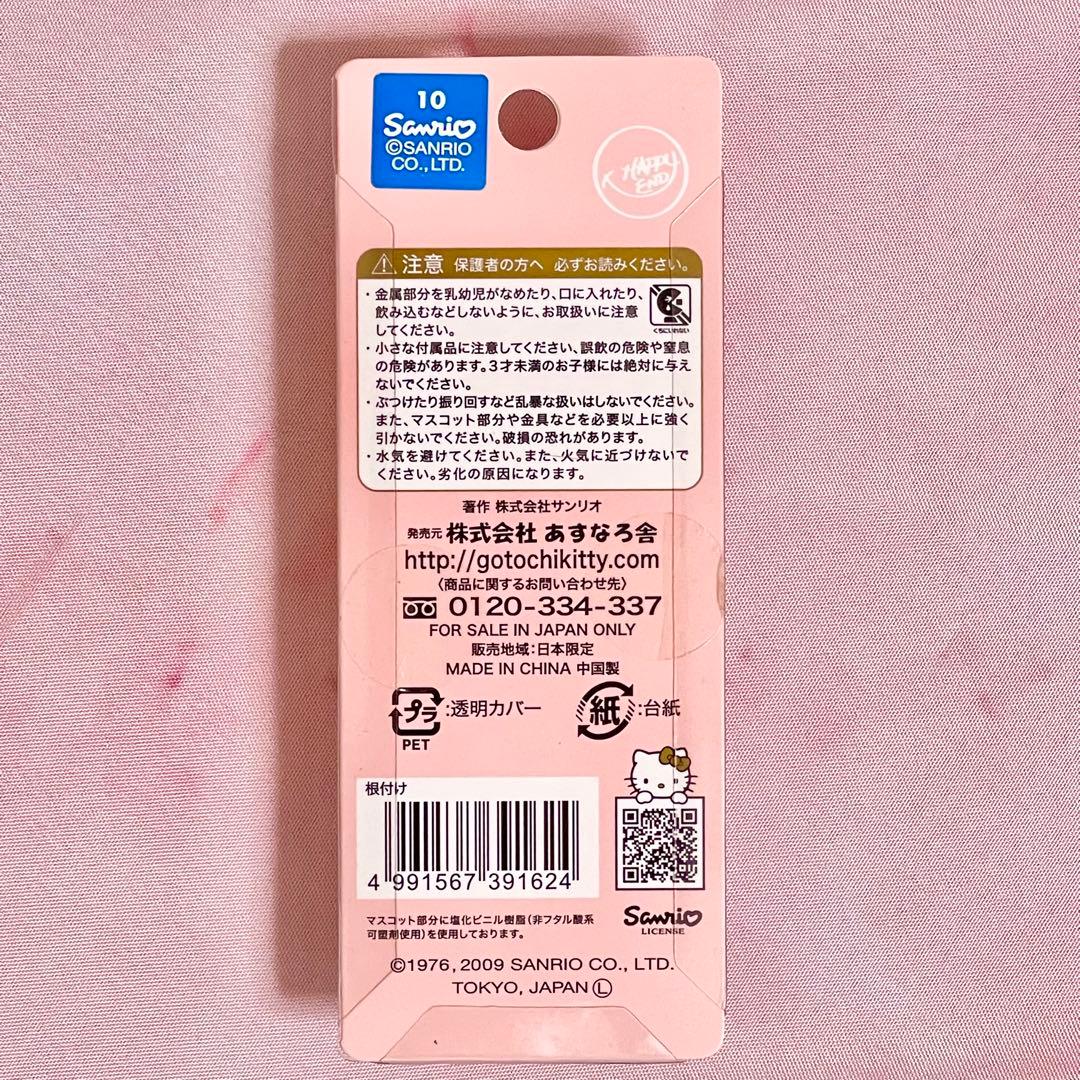 10
Sanrio
©SANRIO
CO., LTD.
HAPPY
END
注意 保護者の方へ 必ずお読みください。
・金属部分を乳幼児がなめたり、口に入れたり、
飲み込むなどしないように、お取扱いに注意
してください。
くちにいれない
・小さな付属品に注意してください、誤飲の危険や窒息
の危険があります。3才未満のお子様には絶対に与え
ないでください。
・ぶつけたり振り回すなど乱暴な扱いはしないでください。
また、マスコット部分や金具などを必要以上に強く
引かないでください。破損の恐れがあります。
・水気を避けてください。また、火気に近づけないで
ください。劣化の原因になります。
著作 株式会社サンリオ
発売元 株式会社 あすなろ舎
http://gotochikitty.com
〈商品に関するお問い合わせ先〉
0120-334-337
FOR SALE IN JAPAN ONLY
販売地域:日本限定
MADE IN CHINA 中国製
プラ :透明カバー 紙 :台紙
PET
根付け
4 991567 391624
マスコット部分に塩化ビニル樹脂(非フタル酸系
可塑剤使用)を使用しております。
Sanrio
LICENSE
©1976, 2009 SANRIO CO., LTD.
TOKYO, JAPAN Ⓛ